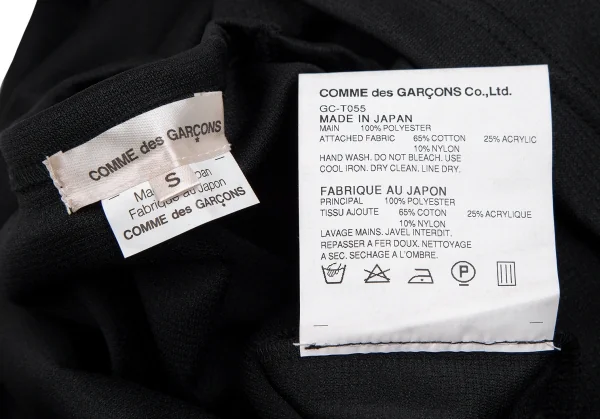 COMME des GARÇONS
S
Made in Japan
Fabriqué au Japon
COMME des GARÇONS
COMME des GARÇONS Co.,Ltd.
GC-T055
MADE IN JAPAN
MAIN 100% POLYESTER
ATTACHED FABRIC 65% COTTON 25% ACRYLIC
10% NYLON
HAND WASH. DO NOT BLEACH. USE
COOL IRON. DRY CLEAN. LINE DRY.
FABRIQUE AU JAPON
PRINCIPAL 100% POLYESTER
TISSU AJOUTE 65% COTON 25% ACRYLIQUE
10% NYLON
LAVAGE MAINS. JAVEL INTERDIT.
REPASSER A FER DOUX. NETTOYAGE
A SEC. SECHAGE A L'OMBRE.
P